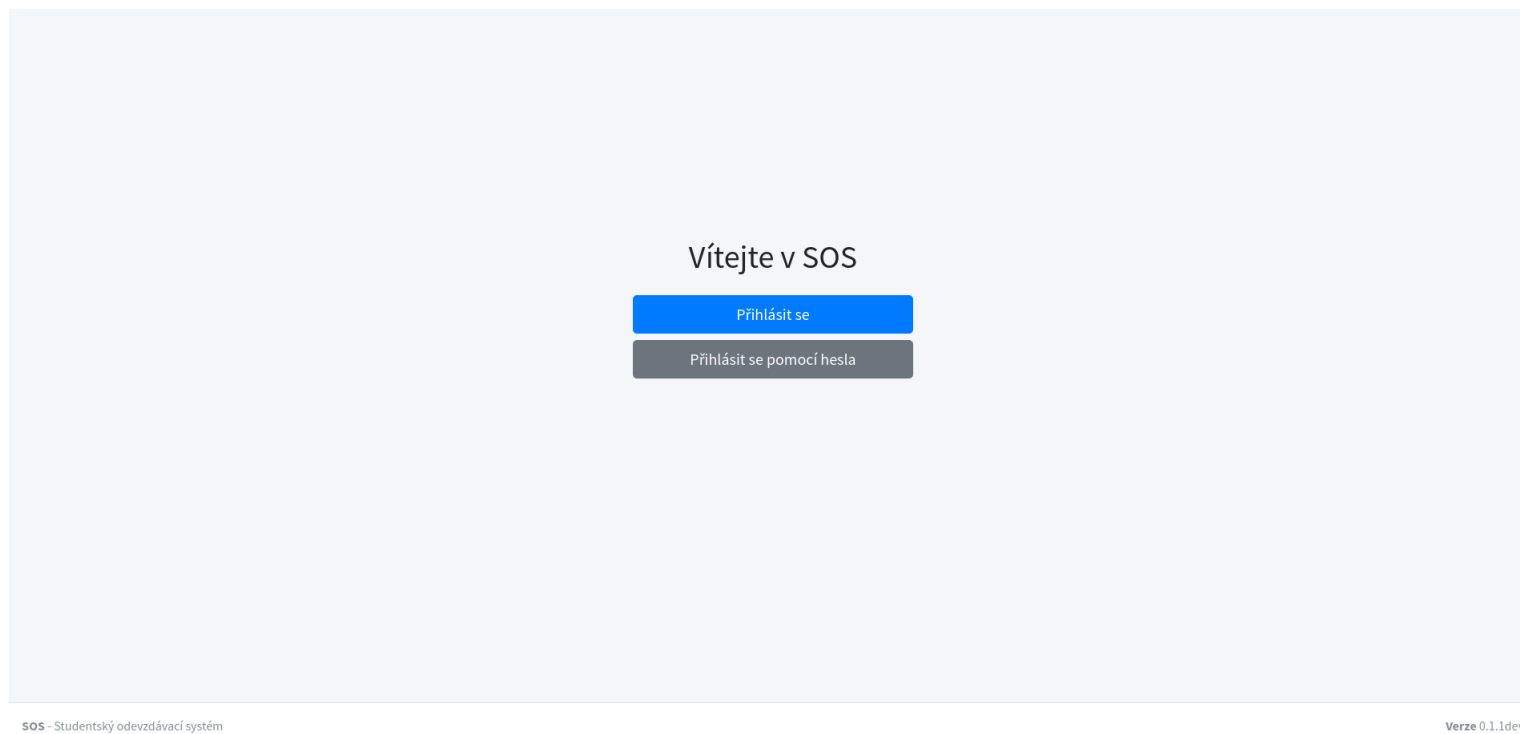 Vítejte v SOS
Přihlásit se
Přihlásit se pomocí hesla
SOS - Studentský odevzdávací systém
Verze 0.1.1dev